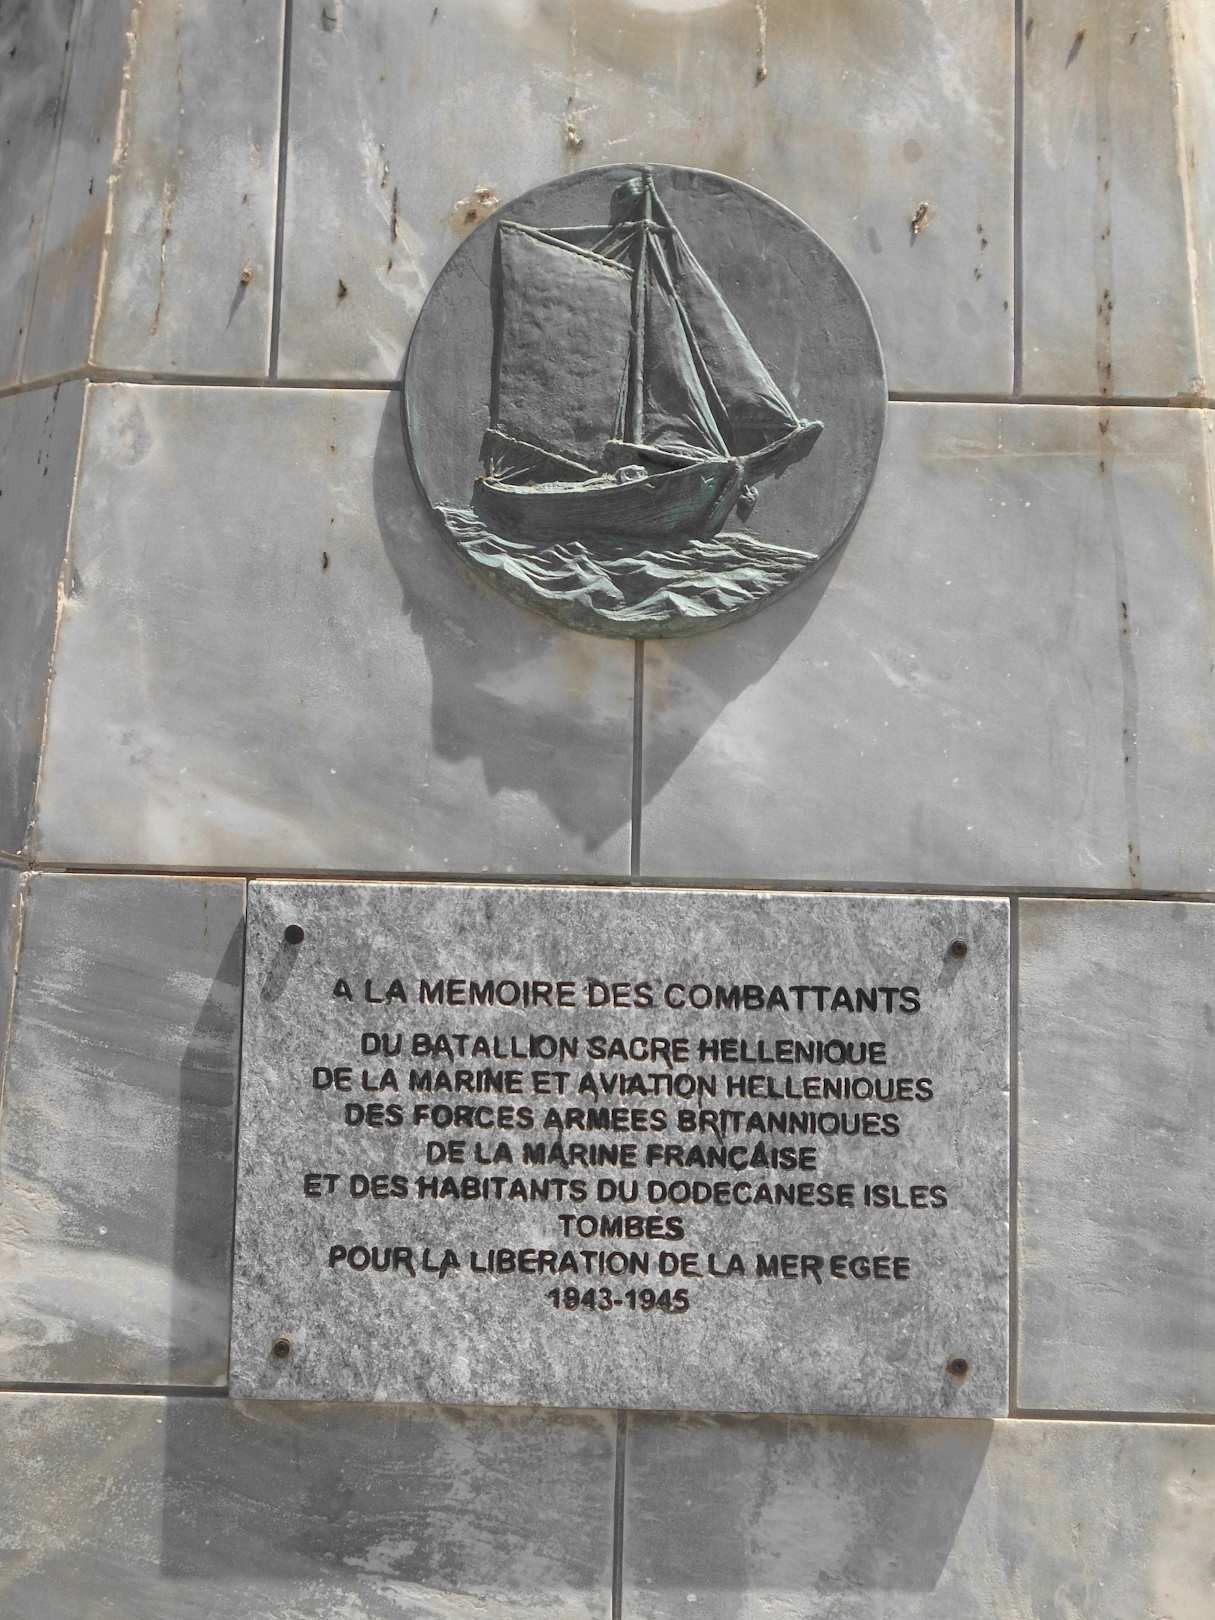 A LA MEMOIRE DES COMBATTANTS
DU BATALLION SACRE HELLENIQUE
DE LA MARINE ET AVIATION HELLENIQUES
DES FORCES ARMEES BRITANNIQUES
DE LA MARINE FRANÇAISE
ET DES HABITANTS DU DODECANESE ISLES
TOMBES
POUR LA LIBERATION DE LA MER EGEE
1943-1945